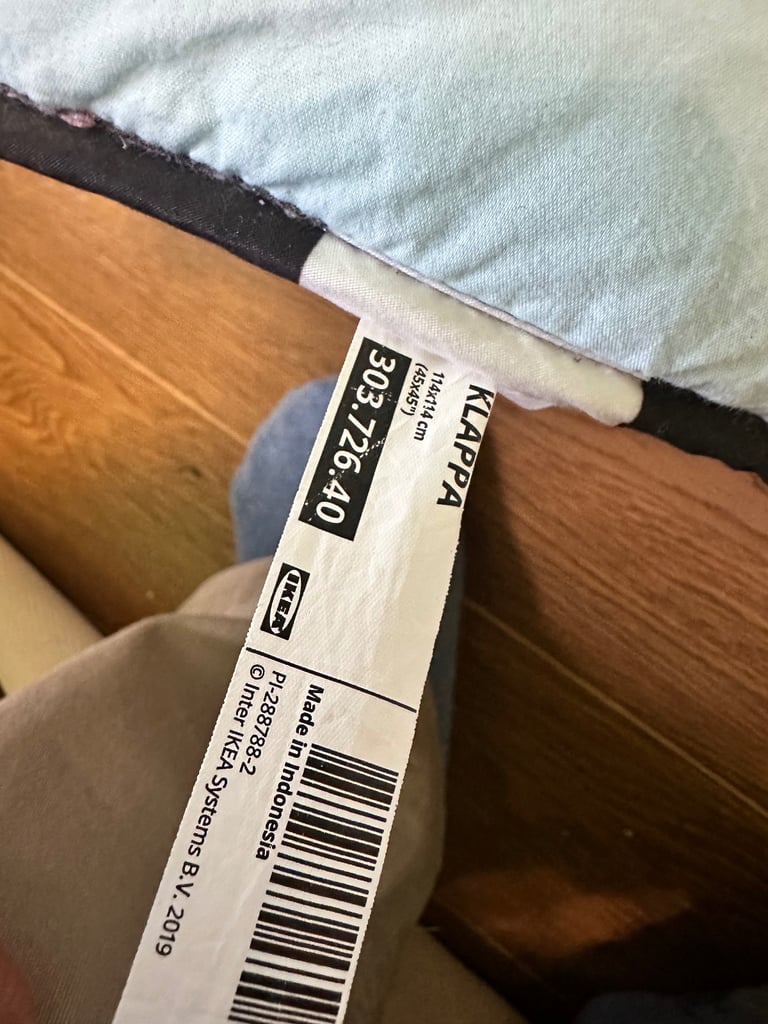 KLAPPA
114x114 cm
(45x45")
303.726.40
IKEA
Made in Indonesia
PI-288788-2
© Inter IKEA Systems B.V. 2019